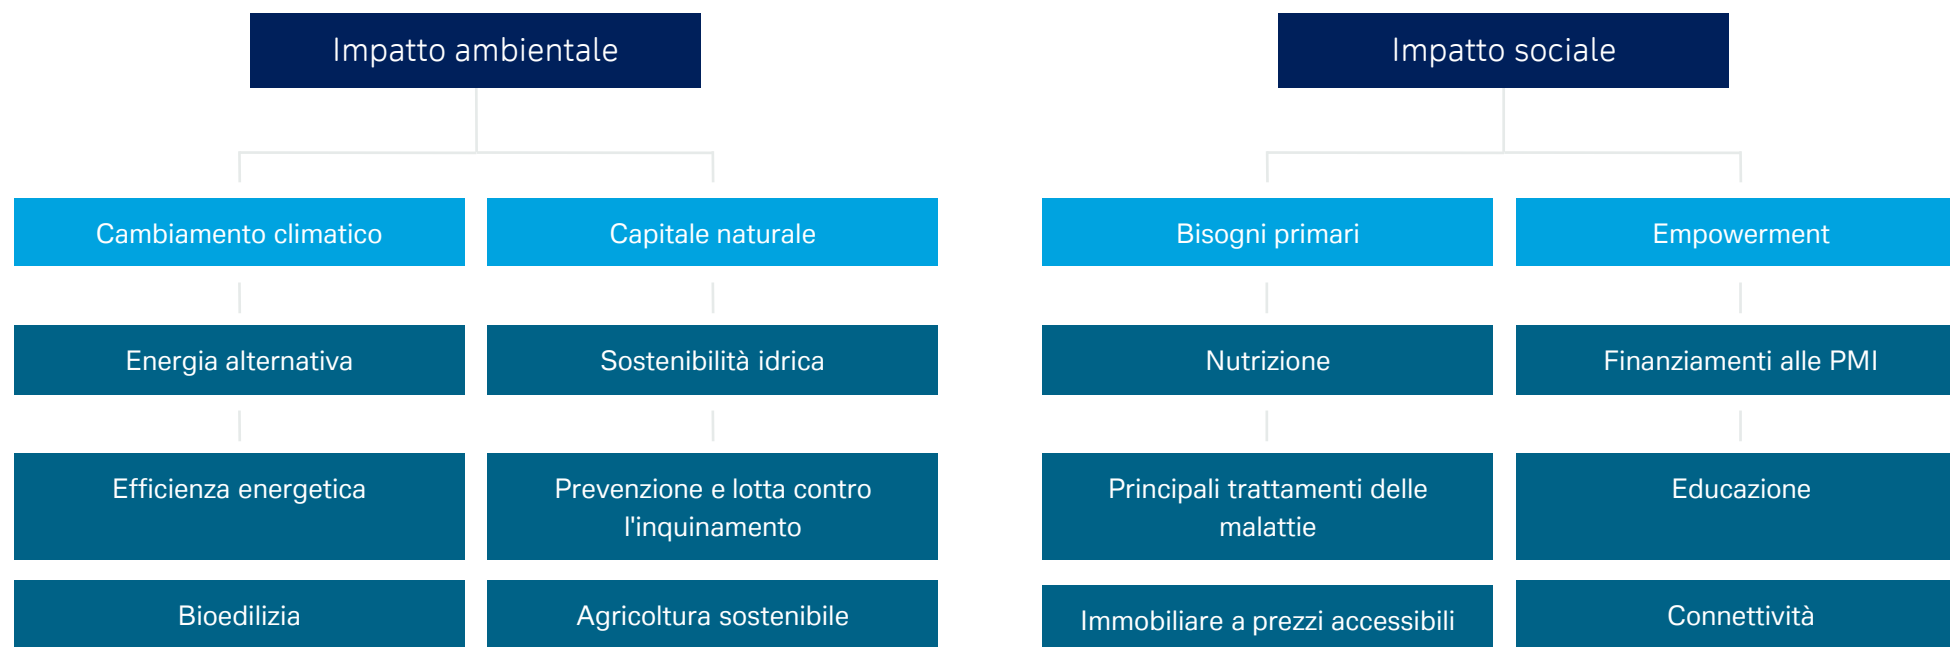 Impatto ambientale
Impatto sociale
Cambiamento climatico
Capitale naturale
Bisogni primari
Empowerment
Energia alternativa
Sostenibilità idrica
Nutrizione
Finanziamenti alle PMI
Efficienza energetica
Prevenzione e lotta contro
l'inquinamento
Principali trattamenti delle
malattie
Educazione
Bioedilizia
Agricoltura sostenibile
Immobiliare a prezzi accessibili
Connettività